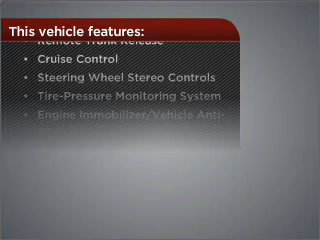 This vehicle features:
Remote Trunk Release
• Cruise Control
• Steering Wheel Stereo Controls
• Tire-Pressure Monitoring System
• Engine Immobilizer/Vehicle Anti-